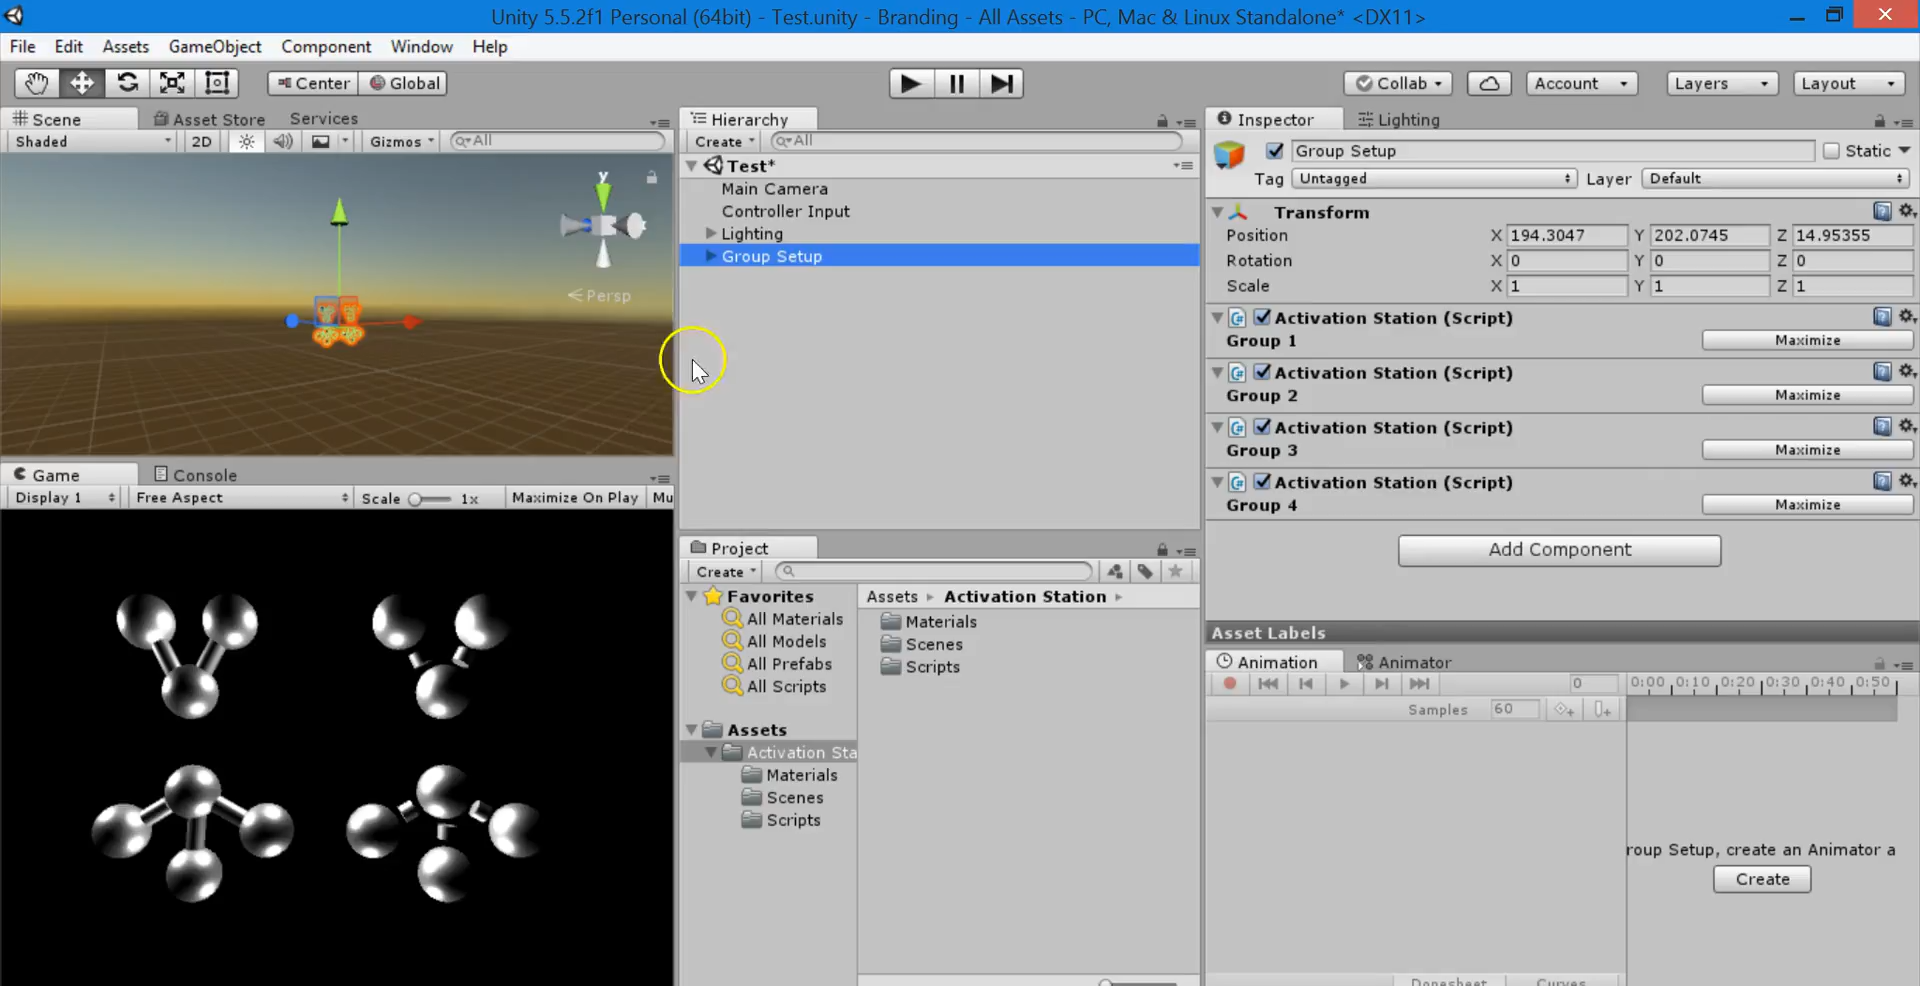 Unity 5.5.2f1 Personal (64bit) - Test.unity - Branding - All Assets - PC, Mac & Linux Standalone* <DX11>
File Edit Assets GameObject Component Window Help
Center Global Collab Account Layers Layout
Scene Asset Store Services
Shaded 2D Gizmos All
y
Persp
Game Console
Display 1 Free Aspect Scale 1x Maximize On Play Mu
Hierarchy
Create All
Test*
Main Camera
Controller Input
Lighting
Group Setup
Project
Create
Favorites
All Materials
All Models
All Prefabs
All Scripts
Assets
Activation Sta
Materials
Scenes
Scripts
Assets Activation Station
Materials
Scenes
Scripts
Inspector Lighting
Group Setup Static
Tag Untagged Layer Default
Transform
Position X 194.3047 Y 202.0745 Z 14.95355
Rotation X 0 Y 0 Z 0
Scale X 1 Y 1 Z 1
Activation Station (Script)
Group 1 Maximize
Activation Station (Script)
Group 2 Maximize
Activation Station (Script)
Group 3 Maximize
Activation Station (Script)
Group 4 Maximize
Add Component
Asset Labels
Animation Animator
0 0:00 0:10 0:20 0:30 0:40 0:50
Samples 60
roup Setup, create an Animator a
Create
Dopesheet Curves